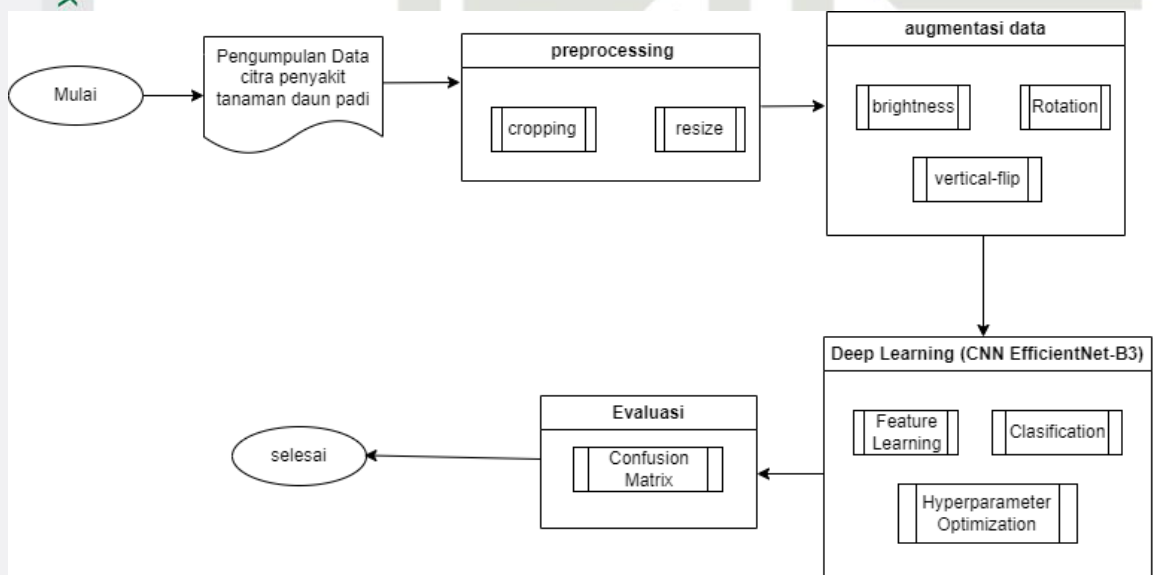 Mulai
Pengumpulan Data
citra penyakit
tanaman daun padi
preprocessing
cropping
resize
augmentasi data
brightness
Rotation
vertical-flip
Deep Learning (CNN EfficientNet-B3)
Feature
Learning
Clasification
Hyperparameter
Optimization
Evaluasi
Confusion
Matrix
selesai